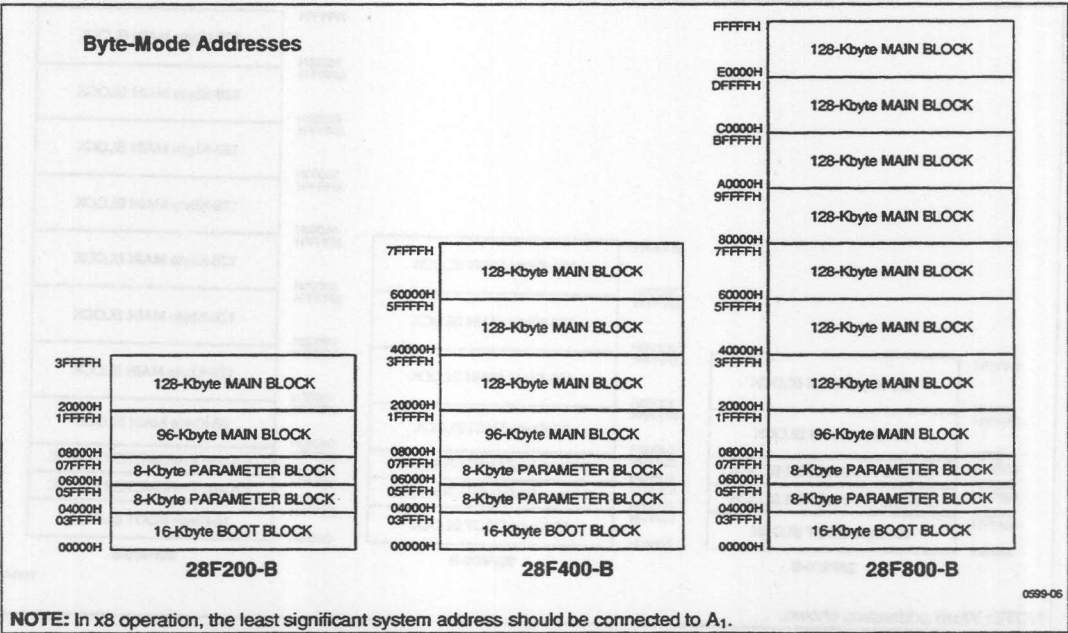 Byte-Mode Addresses
3FFFFH
128-Kbyte MAIN BLOCK
20000H
1FFFFH
96-Kbyte MAIN BLOCK
08000H
07FFFH
8-Kbyte PARAMETER BLOCK
06000H
05FFFH
8-Kbyte PARAMETER BLOCK
04000H
03FFFH
16-Kbyte BOOT BLOCK
00000H
28F200-B
7FFFFH
128-Kbyte MAIN BLOCK
60000H
5FFFFH
128-Kbyte MAIN BLOCK
40000H
3FFFFH
128-Kbyte MAIN BLOCK
20000H
1FFFFH
96-Kbyte MAIN BLOCK
08000H
07FFFH
8-Kbyte PARAMETER BLOCK
06000H
05FFFH
8-Kbyte PARAMETER BLOCK
04000H
03FFFH
16-Kbyte BOOT BLOCK
00000H
28F400-B
FFFFFH
128-Kbyte MAIN BLOCK
E0000H
DFFFFH
128-Kbyte MAIN BLOCK
C0000H
BFFFFH
128-Kbyte MAIN BLOCK
A0000H
9FFFFH
128-Kbyte MAIN BLOCK
80000H
7FFFFH
128-Kbyte MAIN BLOCK
60000H
5FFFFH
128-Kbyte MAIN BLOCK
40000H
3FFFFH
128-Kbyte MAIN BLOCK
20000H
1FFFFH
96-Kbyte MAIN BLOCK
08000H
07FFFH
8-Kbyte PARAMETER BLOCK
06000H
05FFFH
8-Kbyte PARAMETER BLOCK
04000H
03FFFH
16-Kbyte BOOT BLOCK
00000H
28F800-B
0599-06
NOTE: In x8 operation, the least significant system address should be connected to A₁.